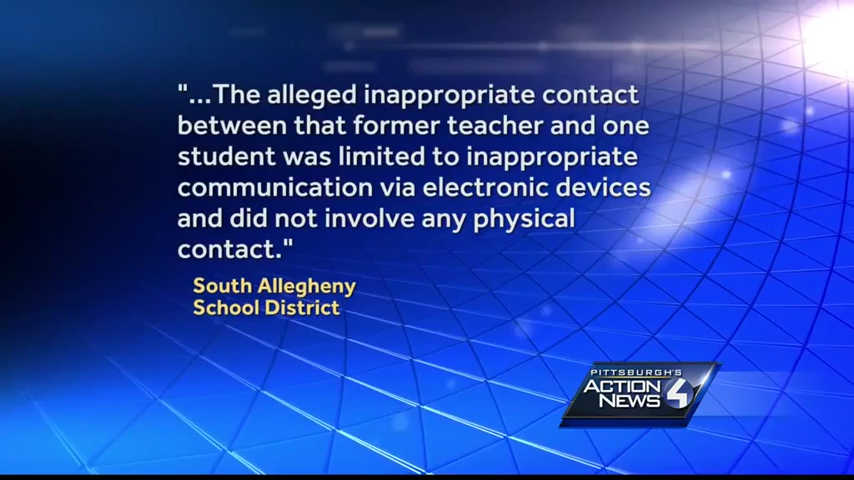 "...The alleged inappropriate contact
between that former teacher and one
student was limited to inappropriate
communication via electronic devices
and did not involve any physical
contact."
South Allegheny
School District
PITTSBURGH'S
ACTION
NEWS 4